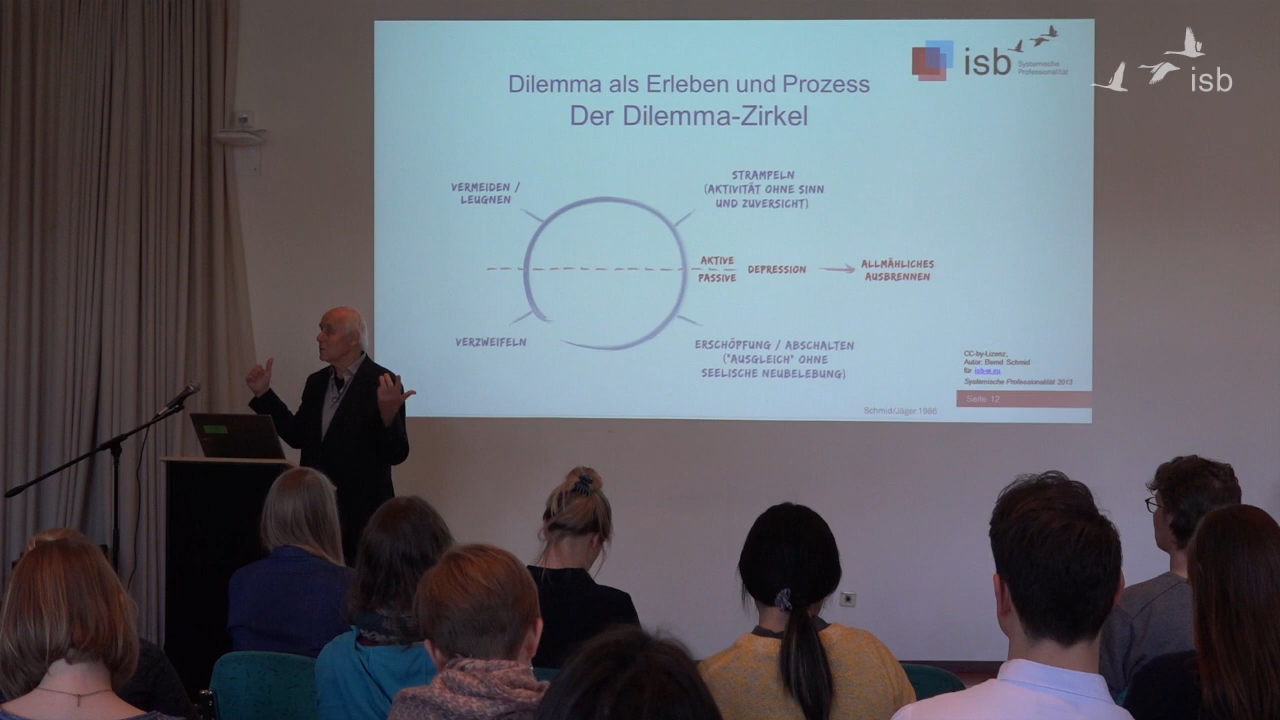 Dilemma als Erleben und Prozess
Der Dilemma-Zirkel
isb
Systemische
Professionalität
isb
VERMEIDEN /
LEUGNEN
STRAMPELN
(AKTIVITÄT OHNE SINN
UND ZUVERSICHT)
AKTIVE
PASSIVE
DEPRESSION
ALLMÄHLICHES
AUSBRENNEN
VERZWEIFELN
ERSCHÖPFUNG / ABSCHALTEN
("AUSGLEICH" OHNE
SEELISCHE NEUBELEBUNG)
CC-by-Lizenz,
Autor: Bernd Schmid
für isb-w.eu
Systemische Professionalität 2013
Seite 12
Schmid/Jäger 1986